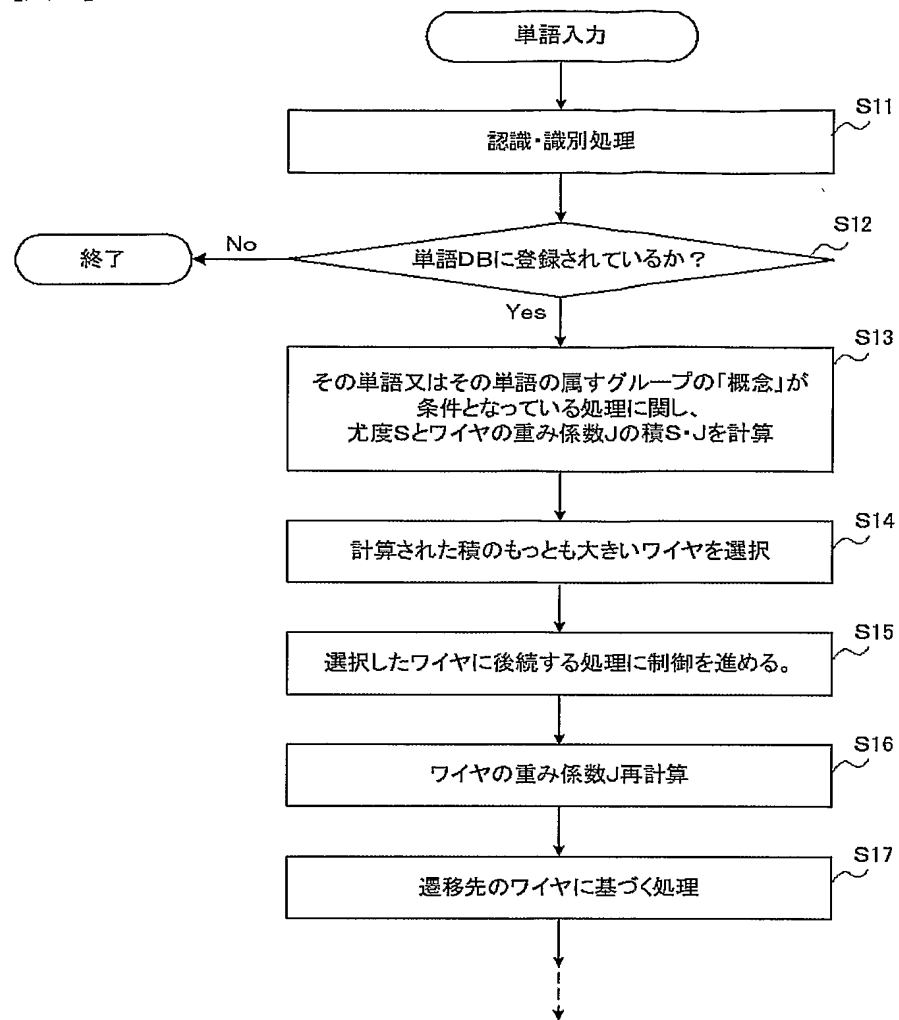 単語入力
S11
認識・識別処理
S12
単語DBに登録されているか？
No
終了
Yes
S13
その単語又はその単語の属すグループの「概念」が
条件となっている処理に関し、
尤度Sとワイヤの重み係数Jの積S・Jを計算
S14
計算された積のもっとも大きいワイヤを選択
S15
選択したワイヤに後続する処理に制御を進める。
S16
ワイヤの重み係数J再計算
S17
遷移先のワイヤに基づく処理